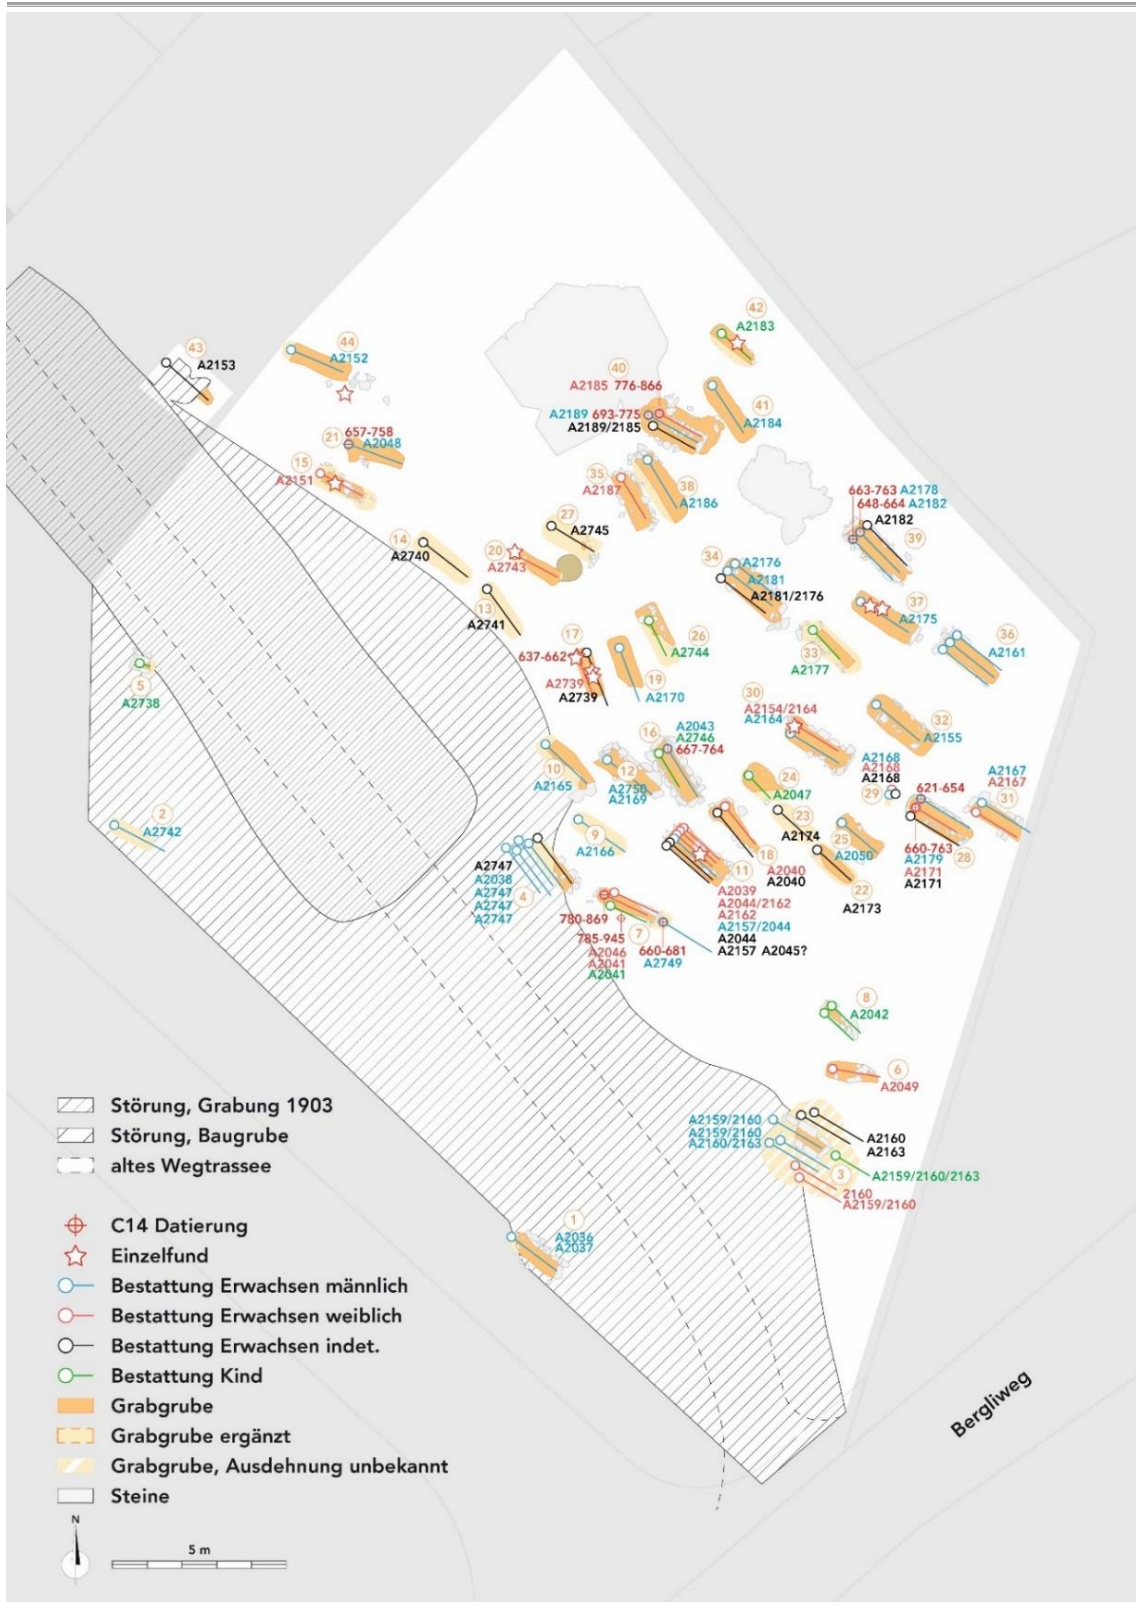 42
A2183
44
A2152
43
A2153
40
A2185 776-866
A2189 693-775
A2189/2185
41
A2184
657-758
21
A2048
15
A2151
35
A2187
38
A2186
663-763 A2178
648-664 A2182
A2182
39
27
A2745
14
A2740
20
A2743
34
A2176
A2181
A2181/2176
13
A2741
37
A2175
26
A2744
33
A2177
36
A2161
17
637-662
A2739
A2739
19
A2170
5
A2738
30
A2154/2164
A2164
32
A2155
16
A2043
A2746
667-764
10
A2165
12
A2750
A2169
24
A2047
A2168
A2168
A2168
29
621-654
A2167
A2167
31
2
A2742
9
A2166
23
A2174
25
A2050
660-763
A2179
A2171
A2171
28
18
A2040
A2040
22
A2173
A2747
A2038
A2747
A2747
A2747
4
11
A2039
A2044/2162
A2162
A2157/2044
A2044
A2157 A2045?
780-869
785-945
A2046
A2041
A2041
7
660-681
A2749
8
A2042
6
A2049
A2159/2160
A2159/2160
A2160/2163
A2160
A2163
A2159/2160/2163
3
2160
A2159/2160
1
A2036
A2037
Bergliweg
Störung, Grabung 1903
Störung, Baugrube
altes Wegtrassee
C14 Datierung
Einzelfund
Bestattung Erwachsen männlich
Bestattung Erwachsen weiblich
Bestattung Erwachsen indet.
Bestattung Kind
Grabgrube
Grabgrube ergänzt
Grabgrube, Ausdehnung unbekannt
Steine
N
5 m